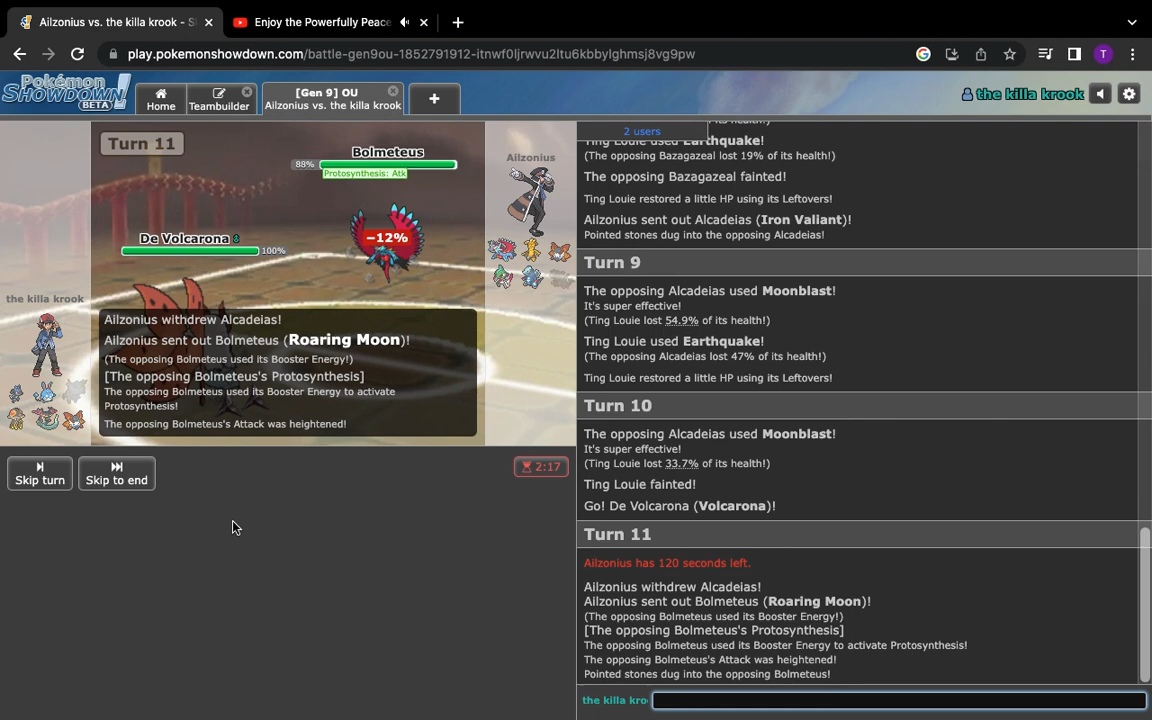 Ailzonius vs. the killa krook - S
Enjoy the Powerfully Peace
play.pokemonshowdown.com/battle-gen9ou-1852791912-itnwf0ljrwvu2ltu6kbbylghmsj8vg9pw
T
Pokémon
SHOWDOWN!
BETA
Home
Teambuilder
[Gen 9] OU
Ailzonius vs. the killa krook
the killa krook
Turn 11
Bolmeteus
88%
Protosynthesis: Atk
-12%
De Volcarona
100%
Ailzonius
the killa krook
Ailzonius withdrew Alcadeias!
Ailzonius sent out Bolmeteus (Roaring Moon)!
(The opposing Bolmeteus used its Booster Energy!)
[The opposing Bolmeteus's Protosynthesis]
The opposing Bolmeteus used its Booster Energy to activate
Protosynthesis!
The opposing Bolmeteus's Attack was heightened!
Skip turn
Skip to end
2:17
2 users
Ting Louie used Earthquake!
(The opposing Bazagazeal lost 19% of its health!)
The opposing Bazagazeal fainted!
Ting Louie restored a little HP using its Leftovers!
Ailzonius sent out Alcadeias (Iron Valiant)!
Pointed stones dug into the opposing Alcadeias!
Turn 9
The opposing Alcadeias used Moonblast!
It's super effective!
(Ting Louie lost 54.9% of its health!)
Ting Louie used Earthquake!
(The opposing Alcadeias lost 47% of its health!)
Ting Louie restored a little HP using its Leftovers!
Turn 10
The opposing Alcadeias used Moonblast!
It's super effective!
(Ting Louie lost 33.7% of its health!)
Ting Louie fainted!
Go! De Volcarona (Volcarona)!
Turn 11
Ailzonius has 120 seconds left.
Ailzonius withdrew Alcadeias!
Ailzonius sent out Bolmeteus (Roaring Moon)!
(The opposing Bolmeteus used its Booster Energy!)
[The opposing Bolmeteus's Protosynthesis]
The opposing Bolmeteus used its Booster Energy to activate Protosynthesis!
The opposing Bolmeteus's Attack was heightened!
Pointed stones dug into the opposing Bolmeteus!
the killa kro